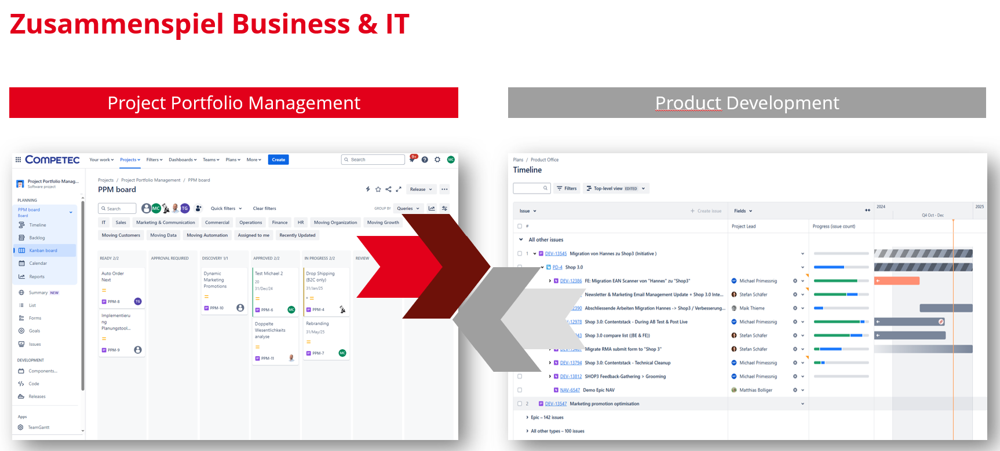 Zusammenspiel Business & IT
Project Portfolio Management
Product Development
COMPETEC
Your work
Projects
Filters
Dashboards
Teams
Plans
More
Create
Search
9+
MC
Project Portfolio Manag...
Software project
PLANNING
PPM board
Board
Timeline
Backlog
Kanban board
Calendar
Reports
Summary NEW
List
Forms
Goals
Issues
DEVELOPMENT
Components...
Code
Releases
Apps
TeamGantt
Projects / Project Portfolio Management / PPM board
PPM board
Release
Search
MC
TG
Quick filters
Clear filters
GROUP BY
Queries
IT
Sales
Marketing & Communication
Commercial
Operations
Finance
HR
Moving Organization
Moving Growth
Moving Customers
Moving Data
Moving Automation
Assigned to me
Recently Updated
READY 2/2
Auto Order
Next
PPM-8
TG
Implementieru
ng
Planungstool...
PPM-9
APPROVAL REQUIRED
DISCOVERY 1/1
Dynamic
Marketing
Promotions
PPM-10
APPROVED 2/2
Test Michael 2
20
31/Dec/24
PPM-6
MC
Doppelte
Wesentlichkeits
analyse
PPM-11
IN PROGRESS 2/2
Drop Shipping
(B2C only)
31/Jan/25
PPM-4
Rebranding
31/May/25
PPM-7
MC
REVIEW
Plans / Product Office
Timeline
Filters
Top-level view EDITED
Issue
+ Create issue
Fields
2024
2025
Q4 Oct - Dec
#
Project Lead
Progress (issue count)
All other issues
1 DEV-13545 Migration von Hannes zu Shop3 (Initiative )
PD-4 Shop 3.0
DEV-12386 FE: Migration EAN Scanner von "Hannes" zu "Shop3" Michael Primessnig
Newsletter & Marketing Email Management Update + Shop 3.0 Inte... Stefan Schäfer
2390 Abschliessende Arbeiten Migration Hannes -> Shop3 / Verbesserung... Maik Thieme
-12978 Shop 3.0: Contentstack - During AB Test & Post Live Michael Primessnig
Shop 3.0 compare list ((BE & FE)) Stefan Schäfer
Migrate RMA submit form to "Shop 3" Stefan Schäfer
DEV-13794 Shop 3.0: Contentstack - Technical Cleanup Michael Primessnig
DEV-13812 SHOP3 Feedback-Gathering > Grooming Michael Primessnig
NAV-6547 Demo Epic NAV Matthias Bolliger
2 DEV-13547 Marketing promotion optimisation
Epic – 142 issues
All other types – 100 issues